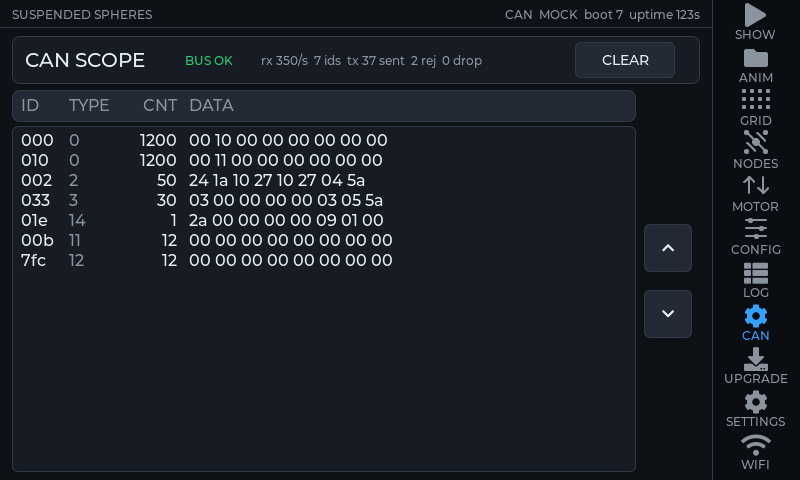 SUSPENDED SPHERES
CAN MOCK boot 7 uptime 123s
CAN SCOPE
BUS OK
rx 350/s 7 ids tx 37 sent 2 rej 0 drop
CLEAR
ID TYPE CNT DATA
000 0 1200 00 10 00 00 00 00 00 00
010 0 1200 00 11 00 00 00 00 00 00
002 2 50 24 1a 10 27 10 27 04 5a
033 3 30 03 00 00 00 00 03 05 5a
01e 14 1 2a 00 00 00 00 09 01 00
00b 11 12 00 00 00 00 00 00 00 00
7fc 12 12 00 00 00 00 00 00 00 00
SHOW
ANIM
GRID
NODES
MOTOR
CONFIG
LOG
CAN
UPGRADE
SETTINGS
WIFI